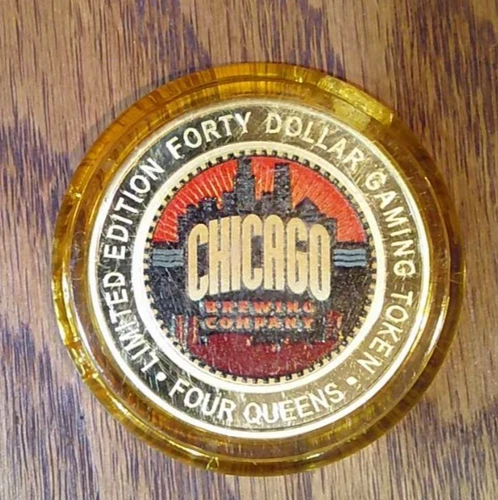 LIMITED EDITION FORTY DOLLAR GAMING TOKEN
• FOUR QUEENS •
CHICAGO
BREWING
COMPANY